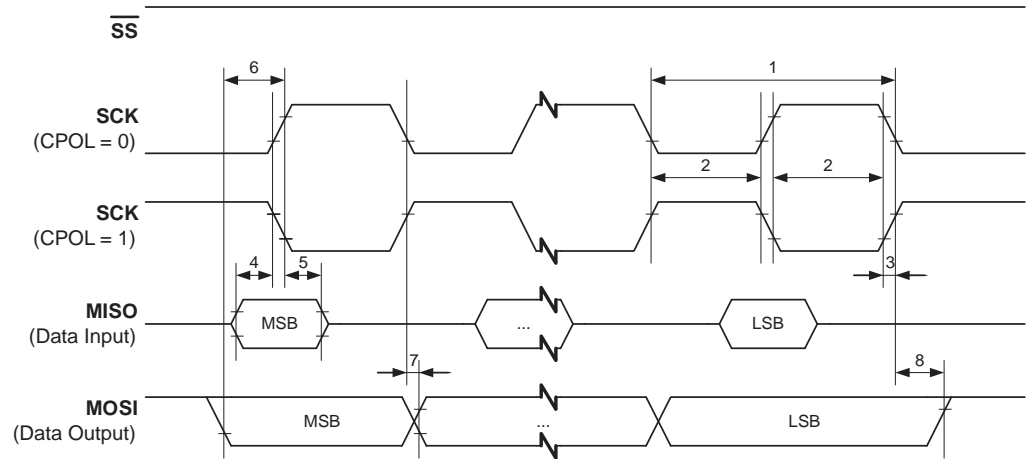 SS
6
1
SCK
(CPOL = 0)
2
2
SCK
(CPOL = 1)
4
5
3
MISO
(Data Input)
MSB
...
LSB
7
8
MOSI
(Data Output)
MSB
...
LSB